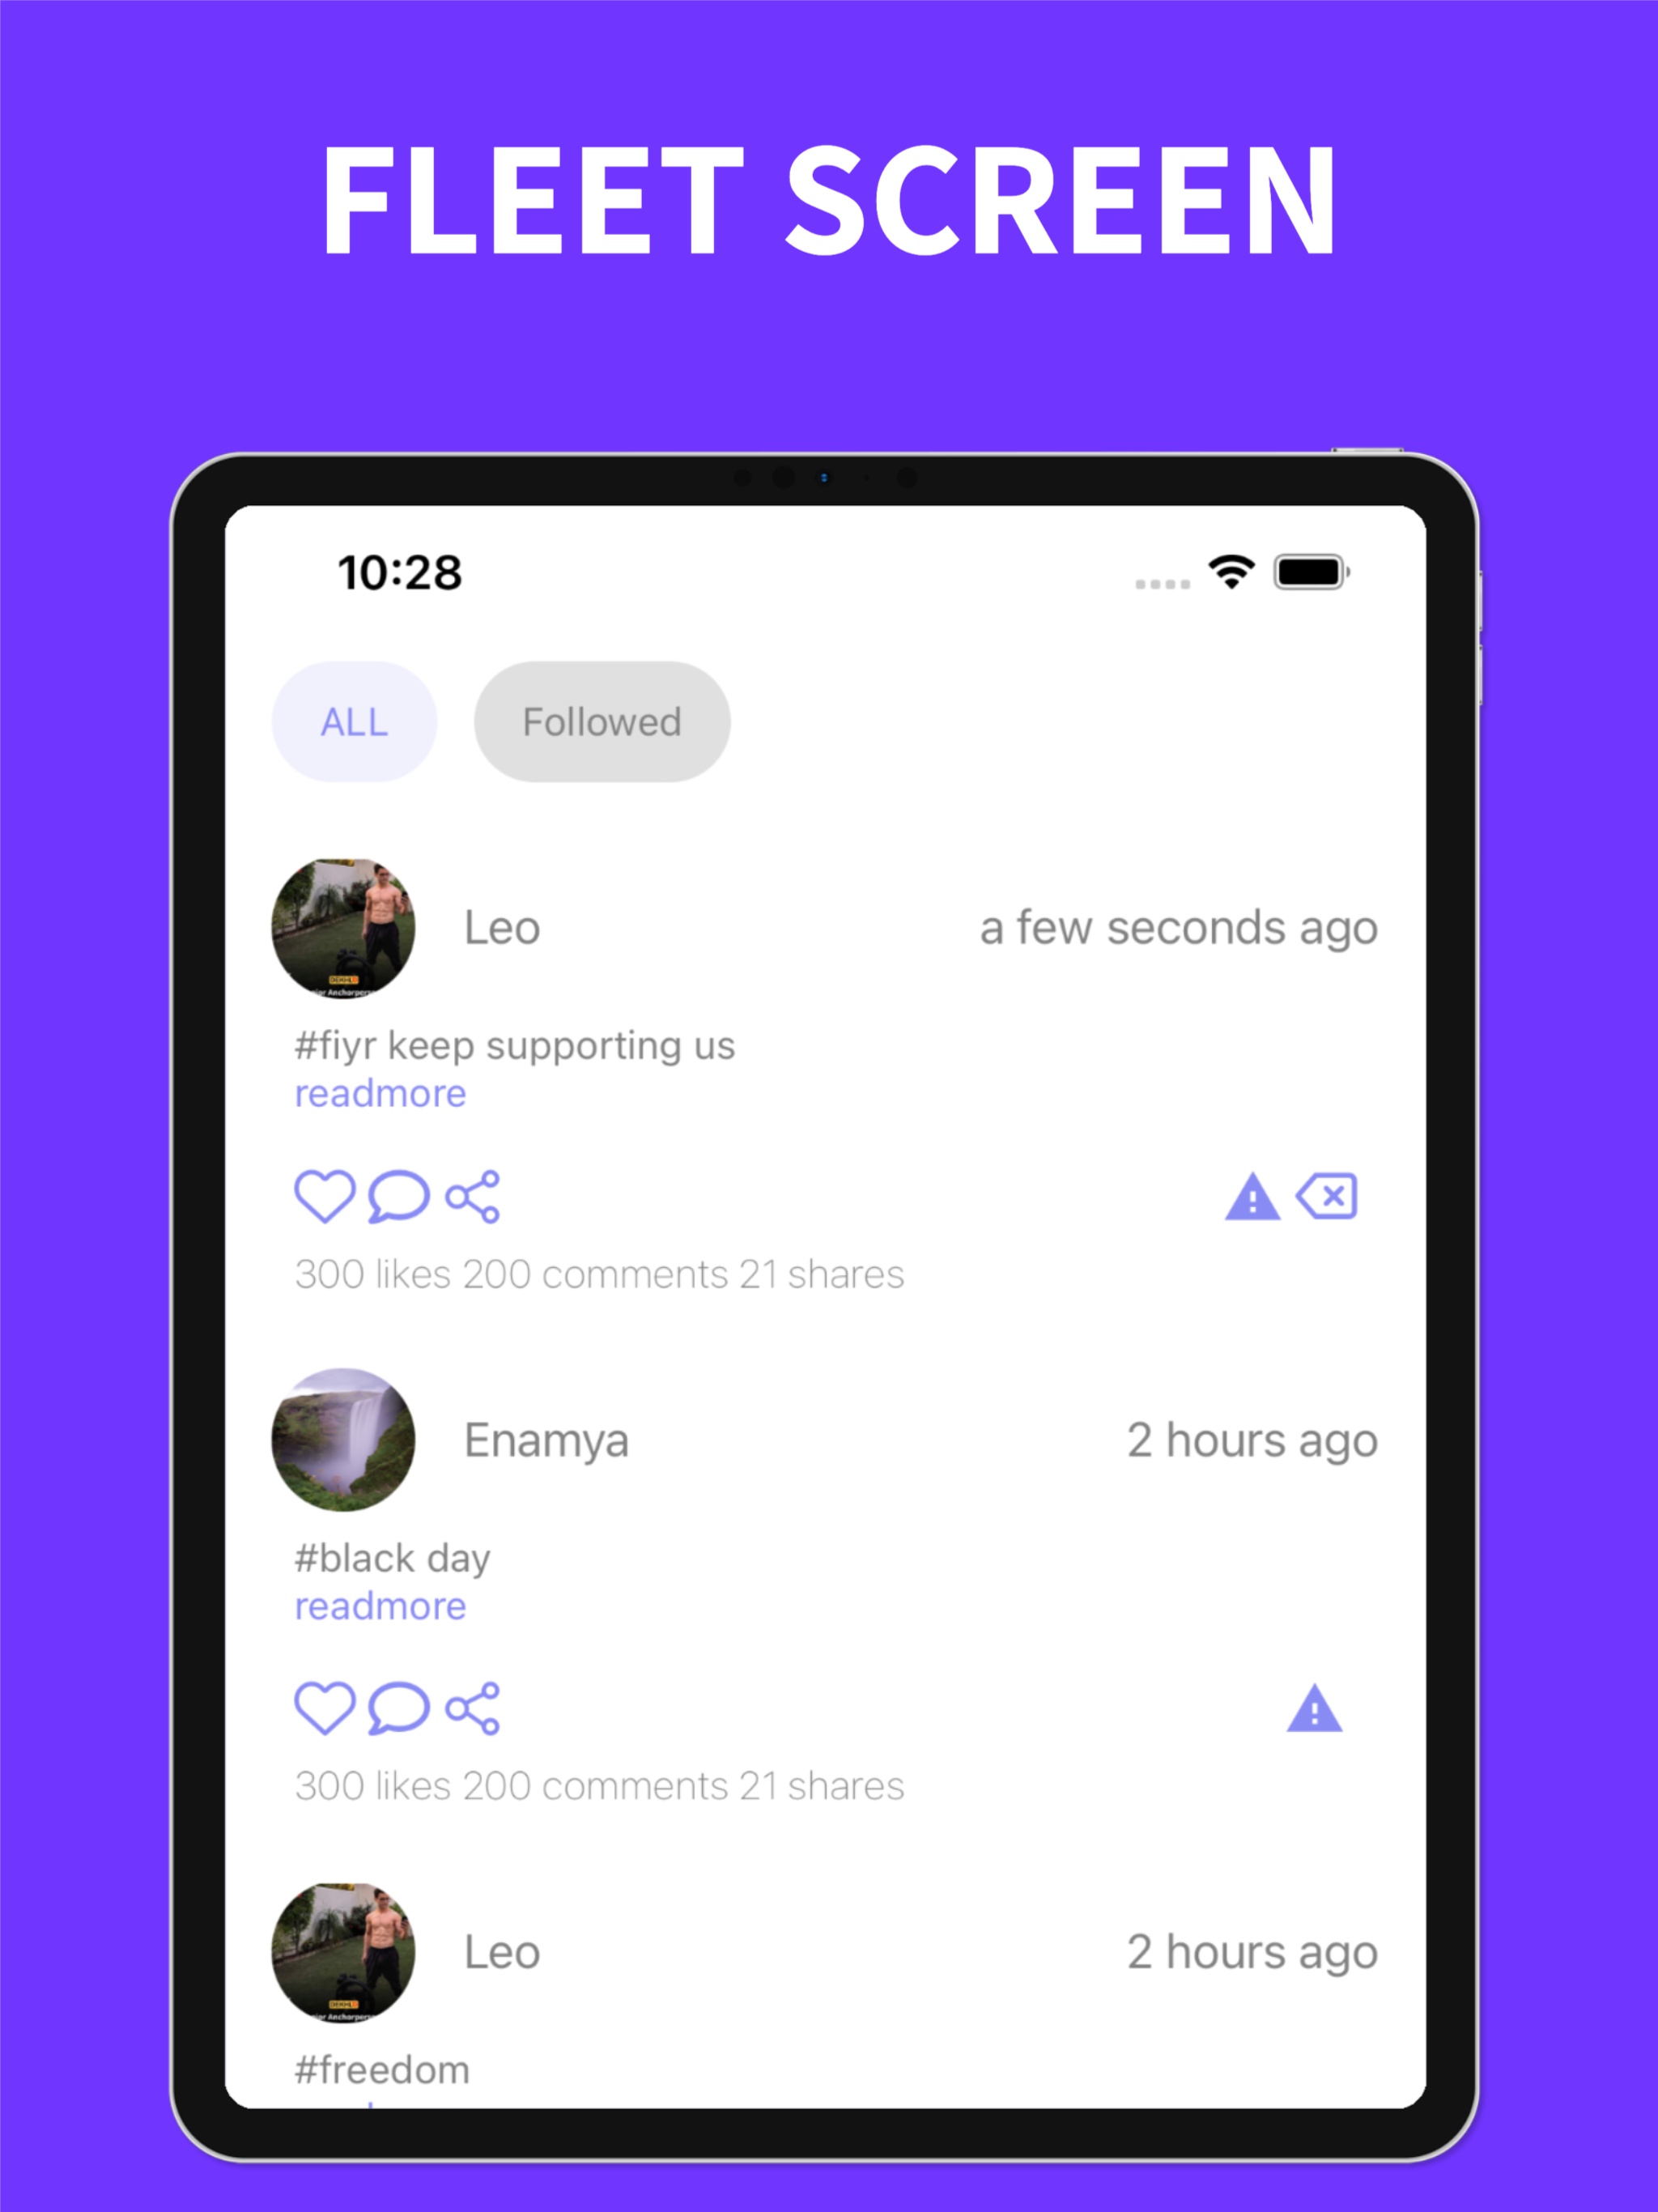 FLEET SCREEN
10:28
ALL Followed
Leo a few seconds ago
#fiyr keep supporting us
readmore
300 likes 200 comments 21 shares
Enamya 2 hours ago
#black day
readmore
300 likes 200 comments 21 shares
Leo 2 hours ago
#freedom